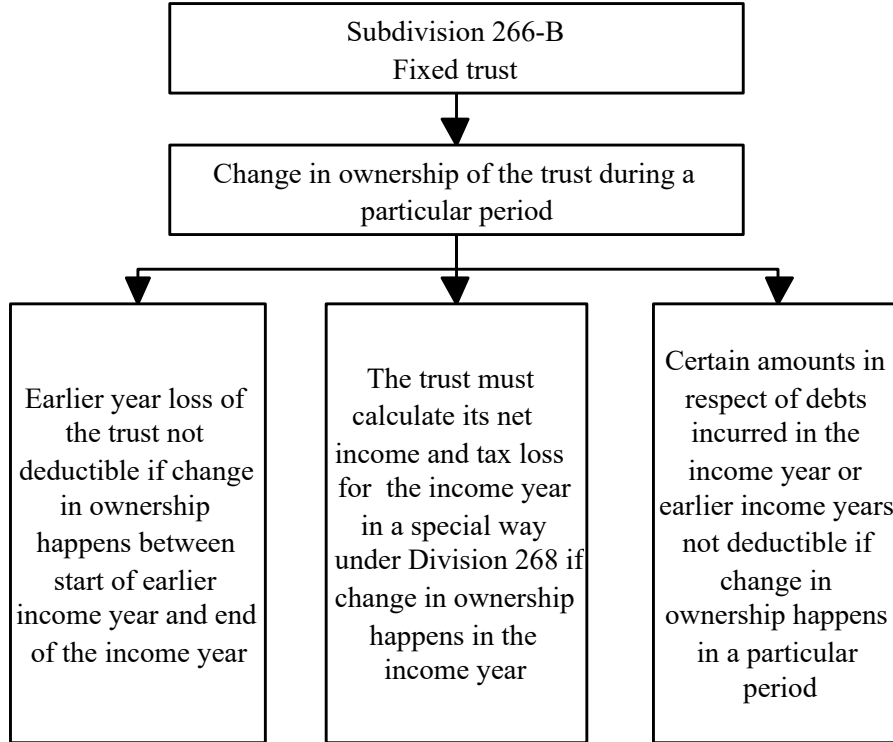 Subdivision 266-B
Fixed trust
Change in ownership of the trust during a
particular period
Earlier year loss of
the trust not
deductible if change
in ownership
happens between
start of earlier
income year and end
of the income year
The trust must
calculate its net
income and tax loss
for the income year
in a special way
under Division 268 if
change in ownership
happens in the
income year
Certain amounts in
respect of debts
incurred in the
income year or
earlier income years
not deductible if
change in
ownership happens
in a particular
period